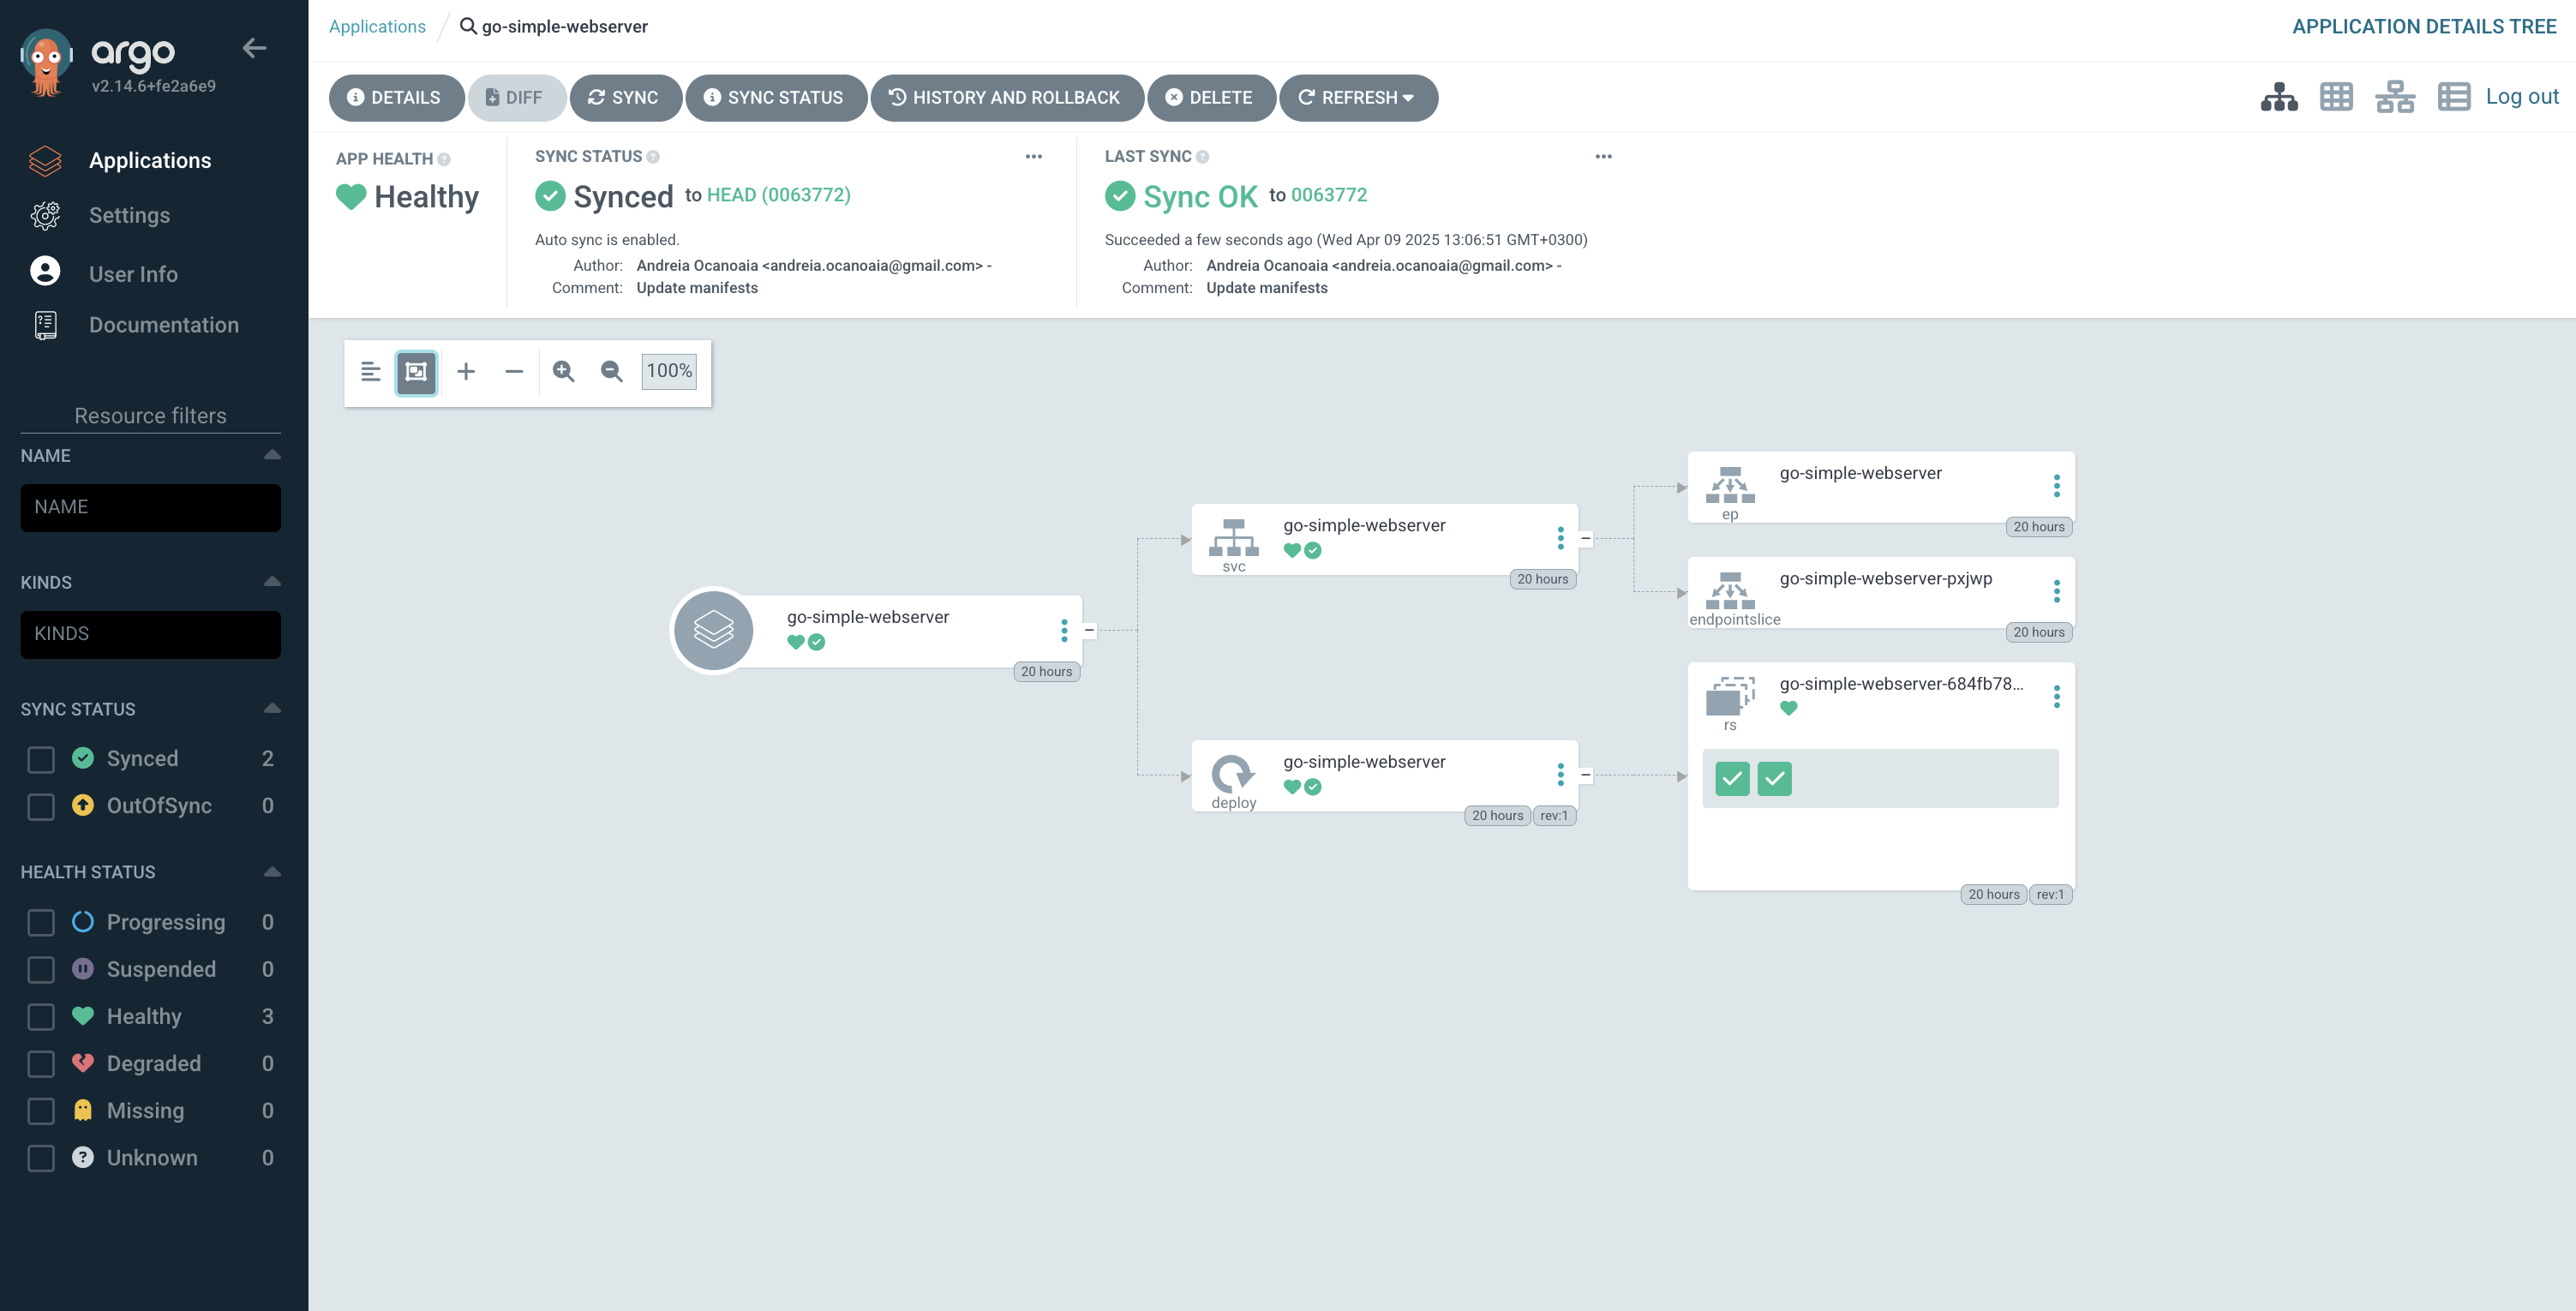 argo
v2.14.6+fe2a6e9
Applications
Settings
User Info
Documentation
Resource filters
NAME
NAME
KINDS
KINDS
SYNC STATUS
Synced 2
OutOfSync 0
HEALTH STATUS
Progressing 0
Suspended 0
Healthy 3
Degraded 0
Missing 0
Unknown 0
Applications / go-simple-webserver
APPLICATION DETAILS TREE
DETAILS DIFF SYNC SYNC STATUS HISTORY AND ROLLBACK DELETE REFRESH
Log out
APP HEALTH
Healthy
SYNC STATUS
Synced to HEAD (0063772)
Auto sync is enabled.
Author: Andreia Ocanoaia <andreia.ocanoaia@gmail.com> -
Comment: Update manifests
LAST SYNC
Sync OK to 0063772
Succeeded a few seconds ago (Wed Apr 09 2025 13:06:51 GMT+0300)
Author: Andreia Ocanoaia <andreia.ocanoaia@gmail.com> -
Comment: Update manifests
100%
go-simple-webserver
20 hours
go-simple-webserver
svc
20 hours
go-simple-webserver
deploy
20 hours rev:1
go-simple-webserver
ep
20 hours
go-simple-webserver-pxjwp
endpointslice
20 hours
go-simple-webserver-684fb78...
rs
20 hours rev:1